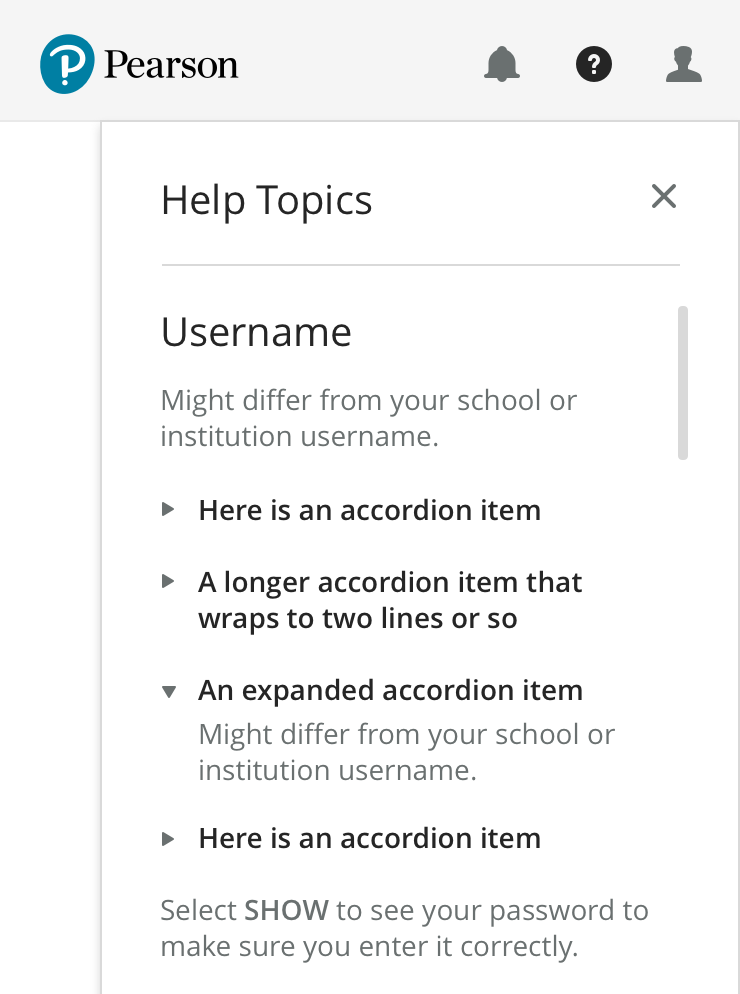 Pearson
Help Topics
Username
Might differ from your school or
institution username.
Here is an accordion item
A longer accordion item that
wraps to two lines or so
An expanded accordion item
Might differ from your school or
institution username.
Here is an accordion item
Select SHOW to see your password to
make sure you enter it correctly.